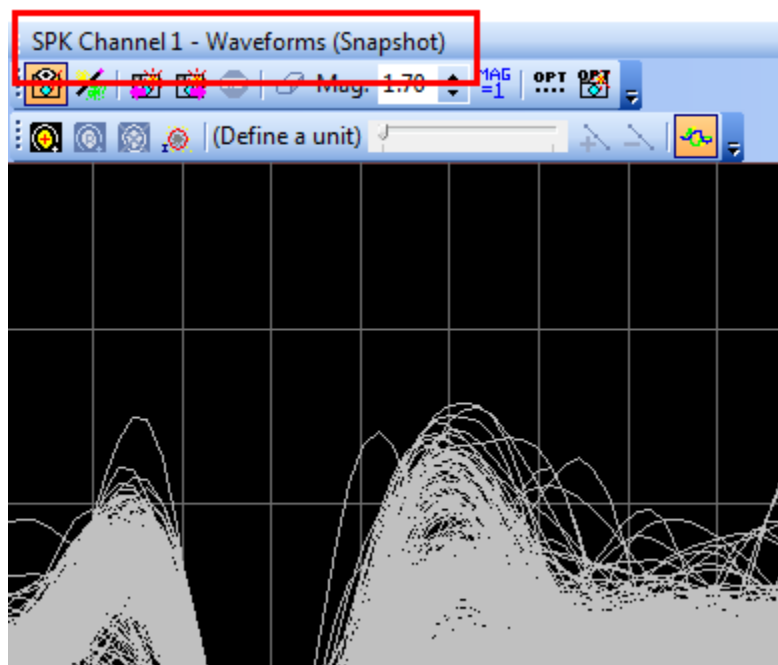 SPK Channel 1 - Waveforms (Snapshot)
Mag. 1.70 MAG =1 OPT OPT
(Define a unit)